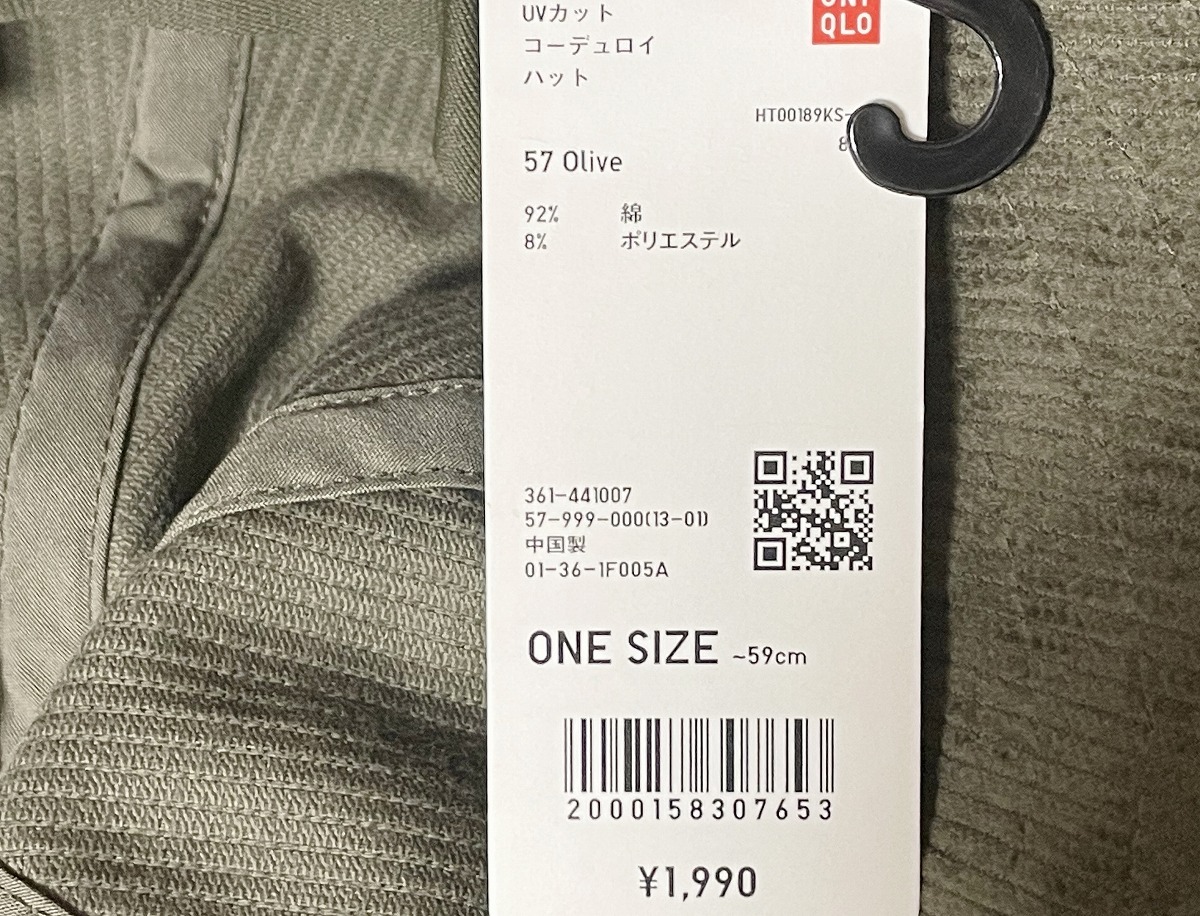 UVカット
コーデュロイ
ハット
UNI
QLO
HT00189KS-
8
57 Olive
92% 綿
8% ポリエステル
361-441007
57-999-000(13-01)
中国製
01-36-1F005A
ONE SIZE ~59cm
2000158307653
¥1,990